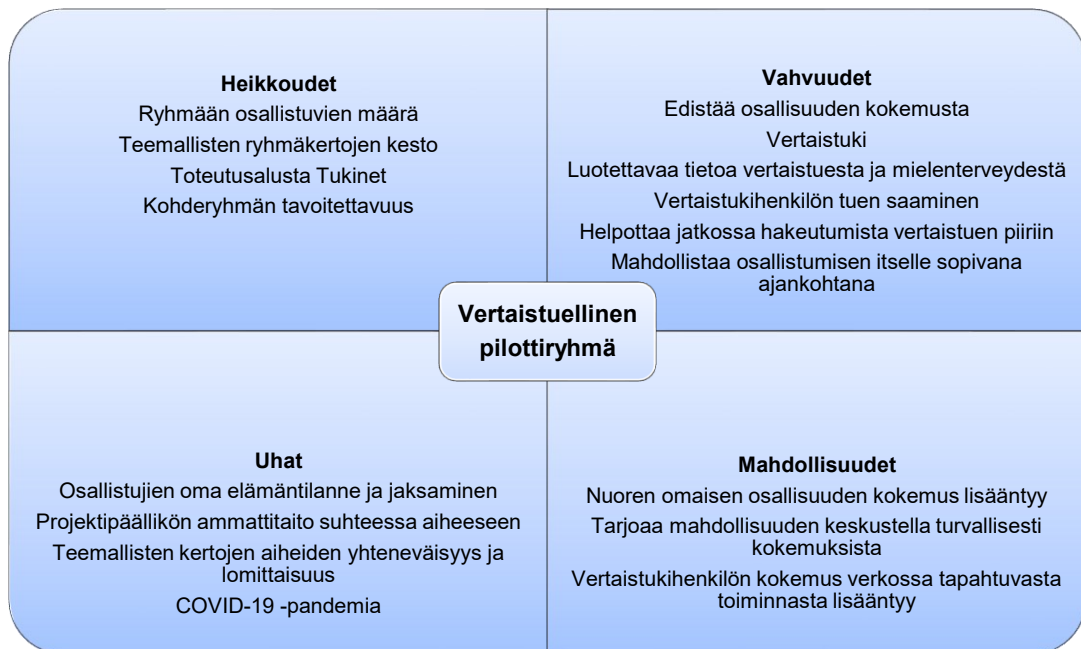 Heikkoudet
Ryhmään osallistuvien määrä
Teemallisten ryhmäkertojen kesto
Toteutusalusta Tukinet
Kohderyhmän tavoitettavuus
Vahvuudet
Edistää osallisuuden kokemusta
Vertaistuki
Luotettavaa tietoa vertaistuesta ja mielenterveydestä
Vertaistukihenkilön tuen saaminen
Helpottaa jatkossa hakeutumista vertaistuen piiriin
Mahdollistaa osallistumisen itselle sopivana
ajankohtana
Vertaistuellinen
pilottiryhmä
Uhat
Osallistujien oma elämäntilanne ja jaksaminen
Projektipäällikön ammattitaito suhteessa aiheeseen
Teemallisten kertojen aiheiden yhteneväisyys ja
lomittaisuus
COVID-19 -pandemia
Mahdollisuudet
Nuoren omaisen osallisuuden kokemus lisääntyy
Tarjoaa mahdollisuuden keskustella turvallisesti
kokemuksista
Vertaistukihenkilön kokemus verkossa tapahtuvasta
toiminnasta lisääntyy